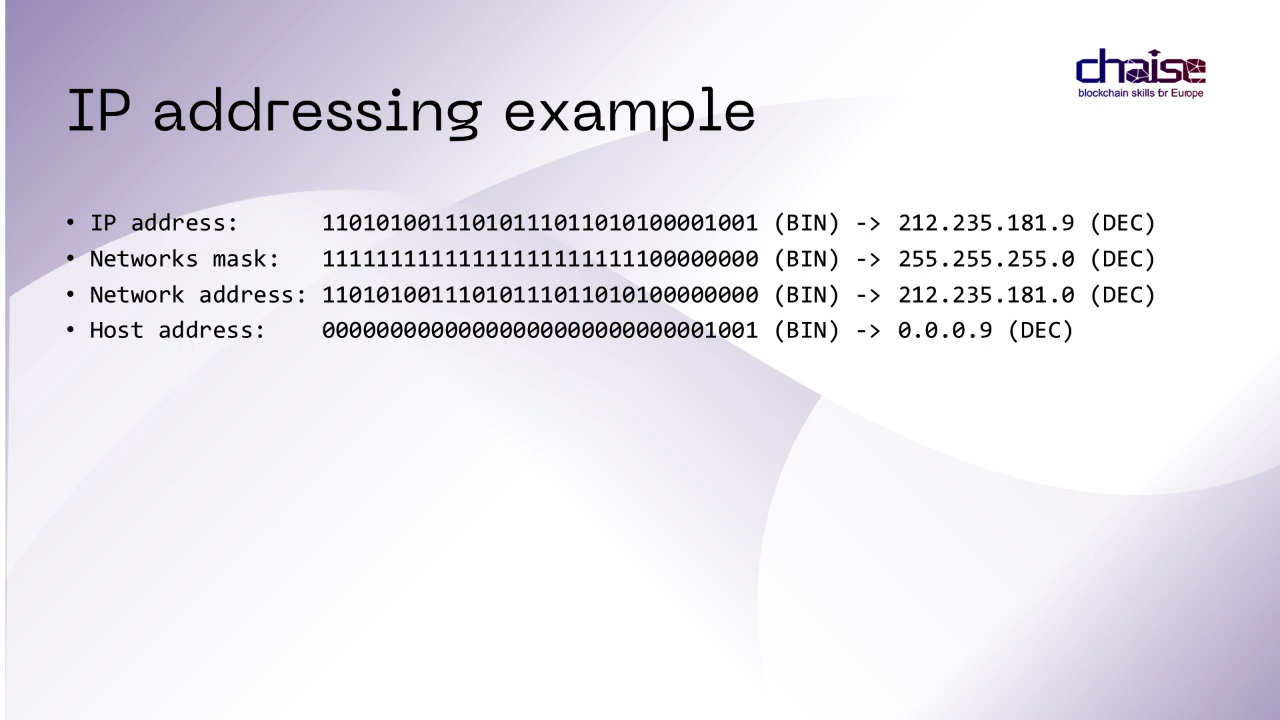 chaise
blockchain skills for Europe
IP addressing example
• IP address: 11010100111010111011010100001001 (BIN) -> 212.235.181.9 (DEC)
• Networks mask: 11111111111111111111111100000000 (BIN) -> 255.255.255.0 (DEC)
• Network address: 11010100111010111011010100000000 (BIN) -> 212.235.181.0 (DEC)
• Host address: 00000000000000000000000000001001 (BIN) -> 0.0.0.9 (DEC)